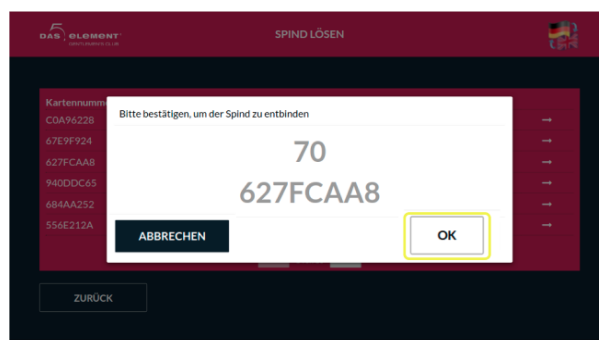 DAS 5 element
SPIND LÖSEN
Kartennumme
C0A96228
67E9F924
627FCAA8
940DDC65
684AA252
556E212A
Bitte bestätigen, um der Spind zu entbinden
70
627FCAA8
ABBRECHEN
OK
ZURÜCK